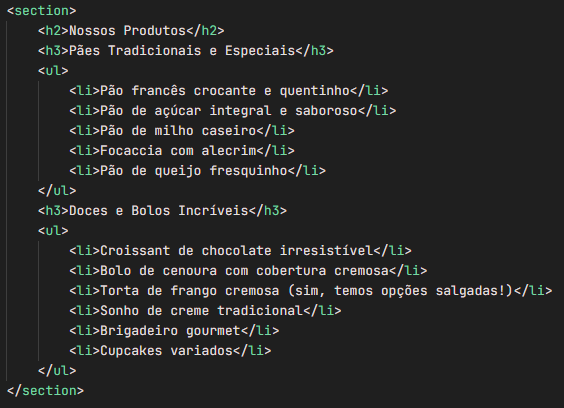 <section>
<h2>Nossos Produtos</h2>
<h3>Pães Tradicionais e Especiais</h3>
<ul>
<li>Pão francês crocante e quentinho</li>
<li>Pão de açúcar integral e saboroso</li>
<li>Pão de milho caseiro</li>
<li>Focaccia com alecrim</li>
<li>Pão de queijo fresquinho</li>
</ul>
<h3>Doces e Bolos Incríveis</h3>
<ul>
<li>Croissant de chocolate irresistível</li>
<li>Bolo de cenoura com cobertura cremosa</li>
<li>Torta de frango cremosa (sim, temos opções salgadas!)</li>
<li>Sonho de creme tradicional</li>
<li>Brigadeiro gourmet</li>
<li>Cupcakes variados</li>
</ul>
</section>